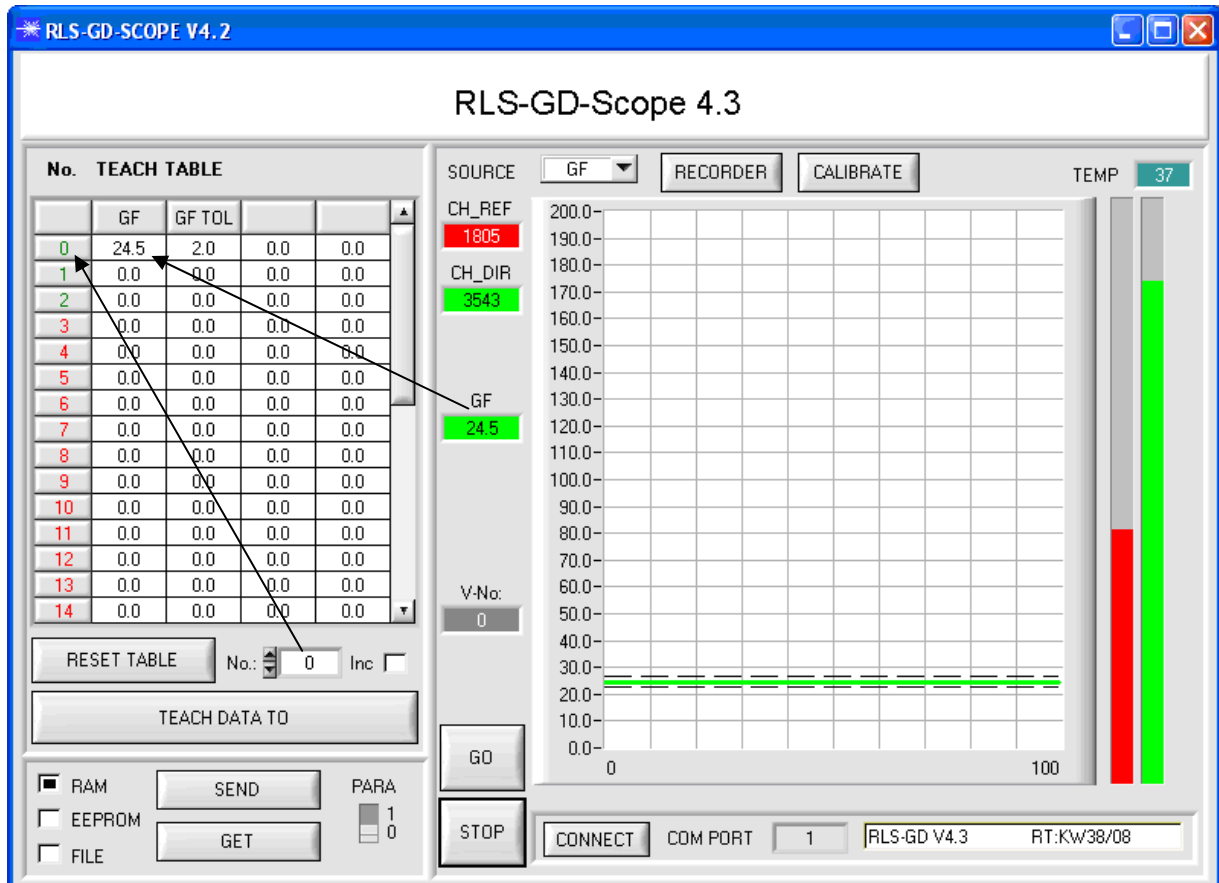 RLS-GD-SCOPE V4.2
RLS-GD-Scope 4.3
No. TEACH TABLE
GF GF TOL
0 24.5 2.0 0.0 0.0
1 0.0 0.0 0.0 0.0
2 0.0 0.0 0.0 0.0
3 0.0 0.0 0.0 0.0
4 0.0 0.0 0.0 0.0
5 0.0 0.0 0.0 0.0
6 0.0 0.0 0.0 0.0
7 0.0 0.0 0.0 0.0
8 0.0 0.0 0.0 0.0
9 0.0 0.0 0.0 0.0
10 0.0 0.0 0.0 0.0
11 0.0 0.0 0.0 0.0
12 0.0 0.0 0.0 0.0
13 0.0 0.0 0.0 0.0
14 0.0 0.0 0.0 0.0
RESET TABLE No.: 0 Inc
TEACH DATA TO
RAM SEND PARA
1
EEPROM 0
GET
FILE
SOURCE GF RECORDER CALIBRATE TEMP 37
CH_REF
1805
CH_DIR
3543
GF
24.5
V-No:
0
GO
STOP
200.0
190.0
180.0
170.0
160.0
150.0
140.0
130.0
120.0
110.0
100.0
90.0
80.0
70.0
60.0
50.0
40.0
30.0
20.0
10.0
0.0
0 100
CONNECT COM PORT 1 RLS-GD V4.3 RT:KW38/08